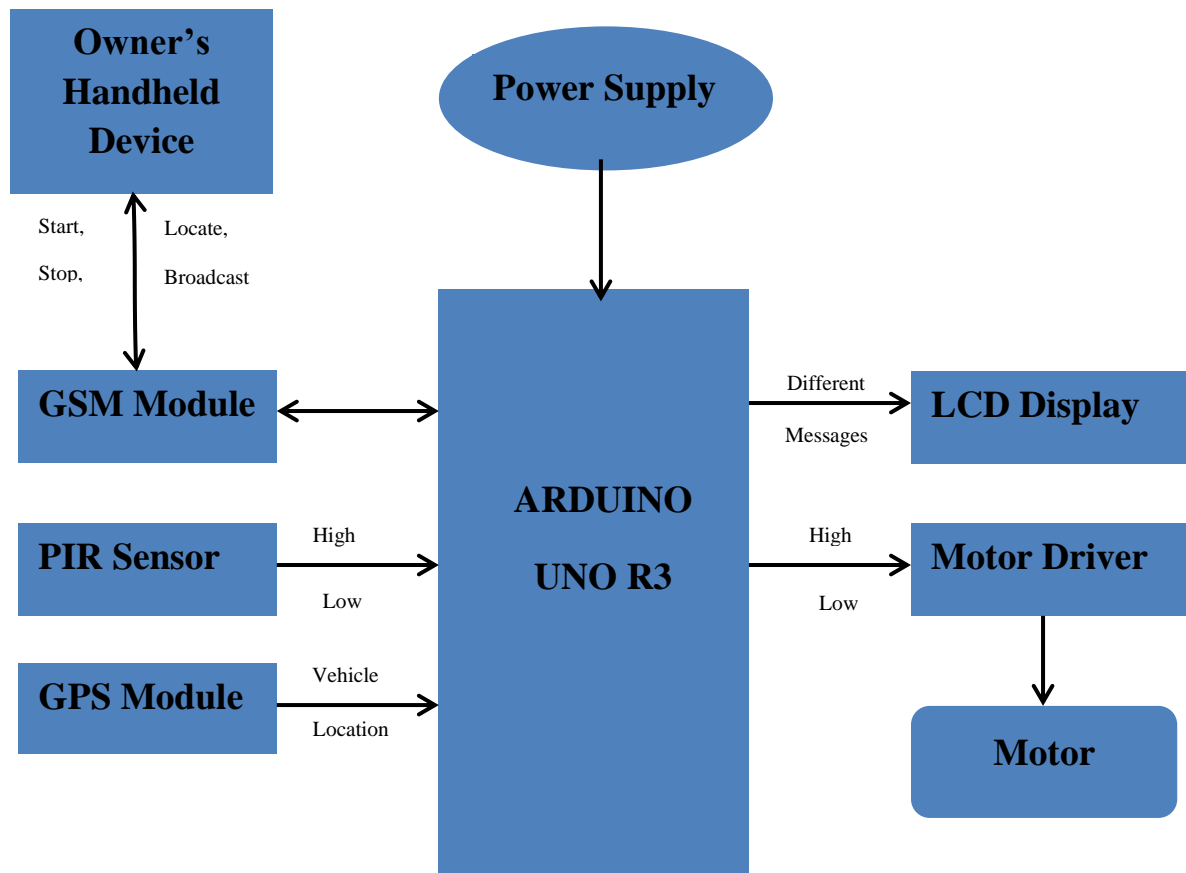 Owner's
Handheld
Device
Power Supply
Start,
Locate,
Stop,
Broadcast
GSM Module
Different
Messages
LCD Display
ARDUINO
UNO R3
PIR Sensor
High
Low
High
Low
Motor Driver
GPS Module
Vehicle
Location
Motor